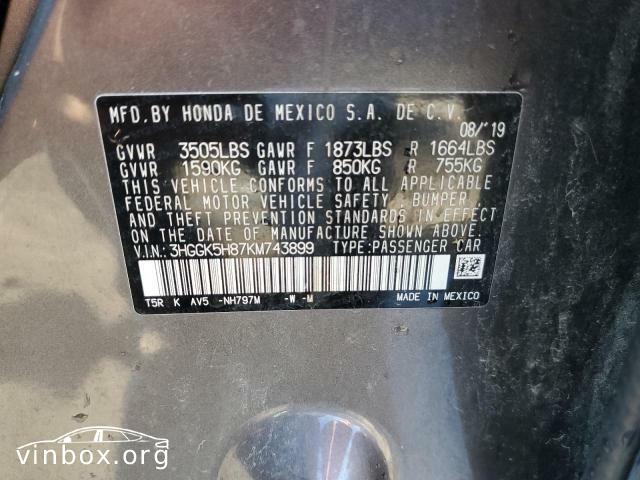 MFD.BY HONDA DE MEXICO S.A. DE C.V.
08/'19
GVWR 3505LBS GAWR F 1873LBS R 1664LBS
GVWR 1590KG GAWR F 850KG R 755KG
THIS VEHICLE CONFORMS TO ALL APPLICABLE
FEDERAL MOTOR VEHICLE SAFETY, BUMPER
AND THEFT PREVENTION STANDARDS IN EFFECT
ON THE DATE OF MANUFACTURE SHOWN ABOVE.
V.I.N: 3HGGK5H87KM743899 TYPE:PASSENGER CAR
T5R K AV5 -NH797M -W -M MADE IN MEXICO
vinbox.org